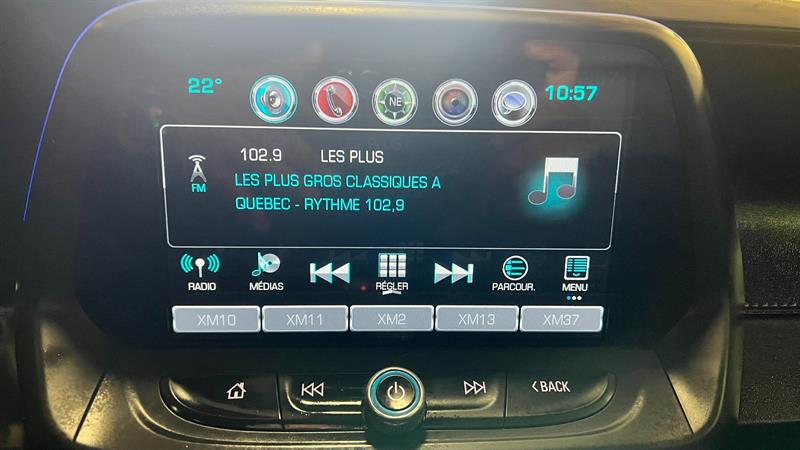 22° NE 10:57
102.9 LES PLUS
FM
LES PLUS GROS CLASSIQUES A
QUEBEC - RYTHME 102,9
RADIO MÉDIAS RÉGLER PARCOUR. MENU
XM10 XM11 XM2 XM13 XM37
BACK